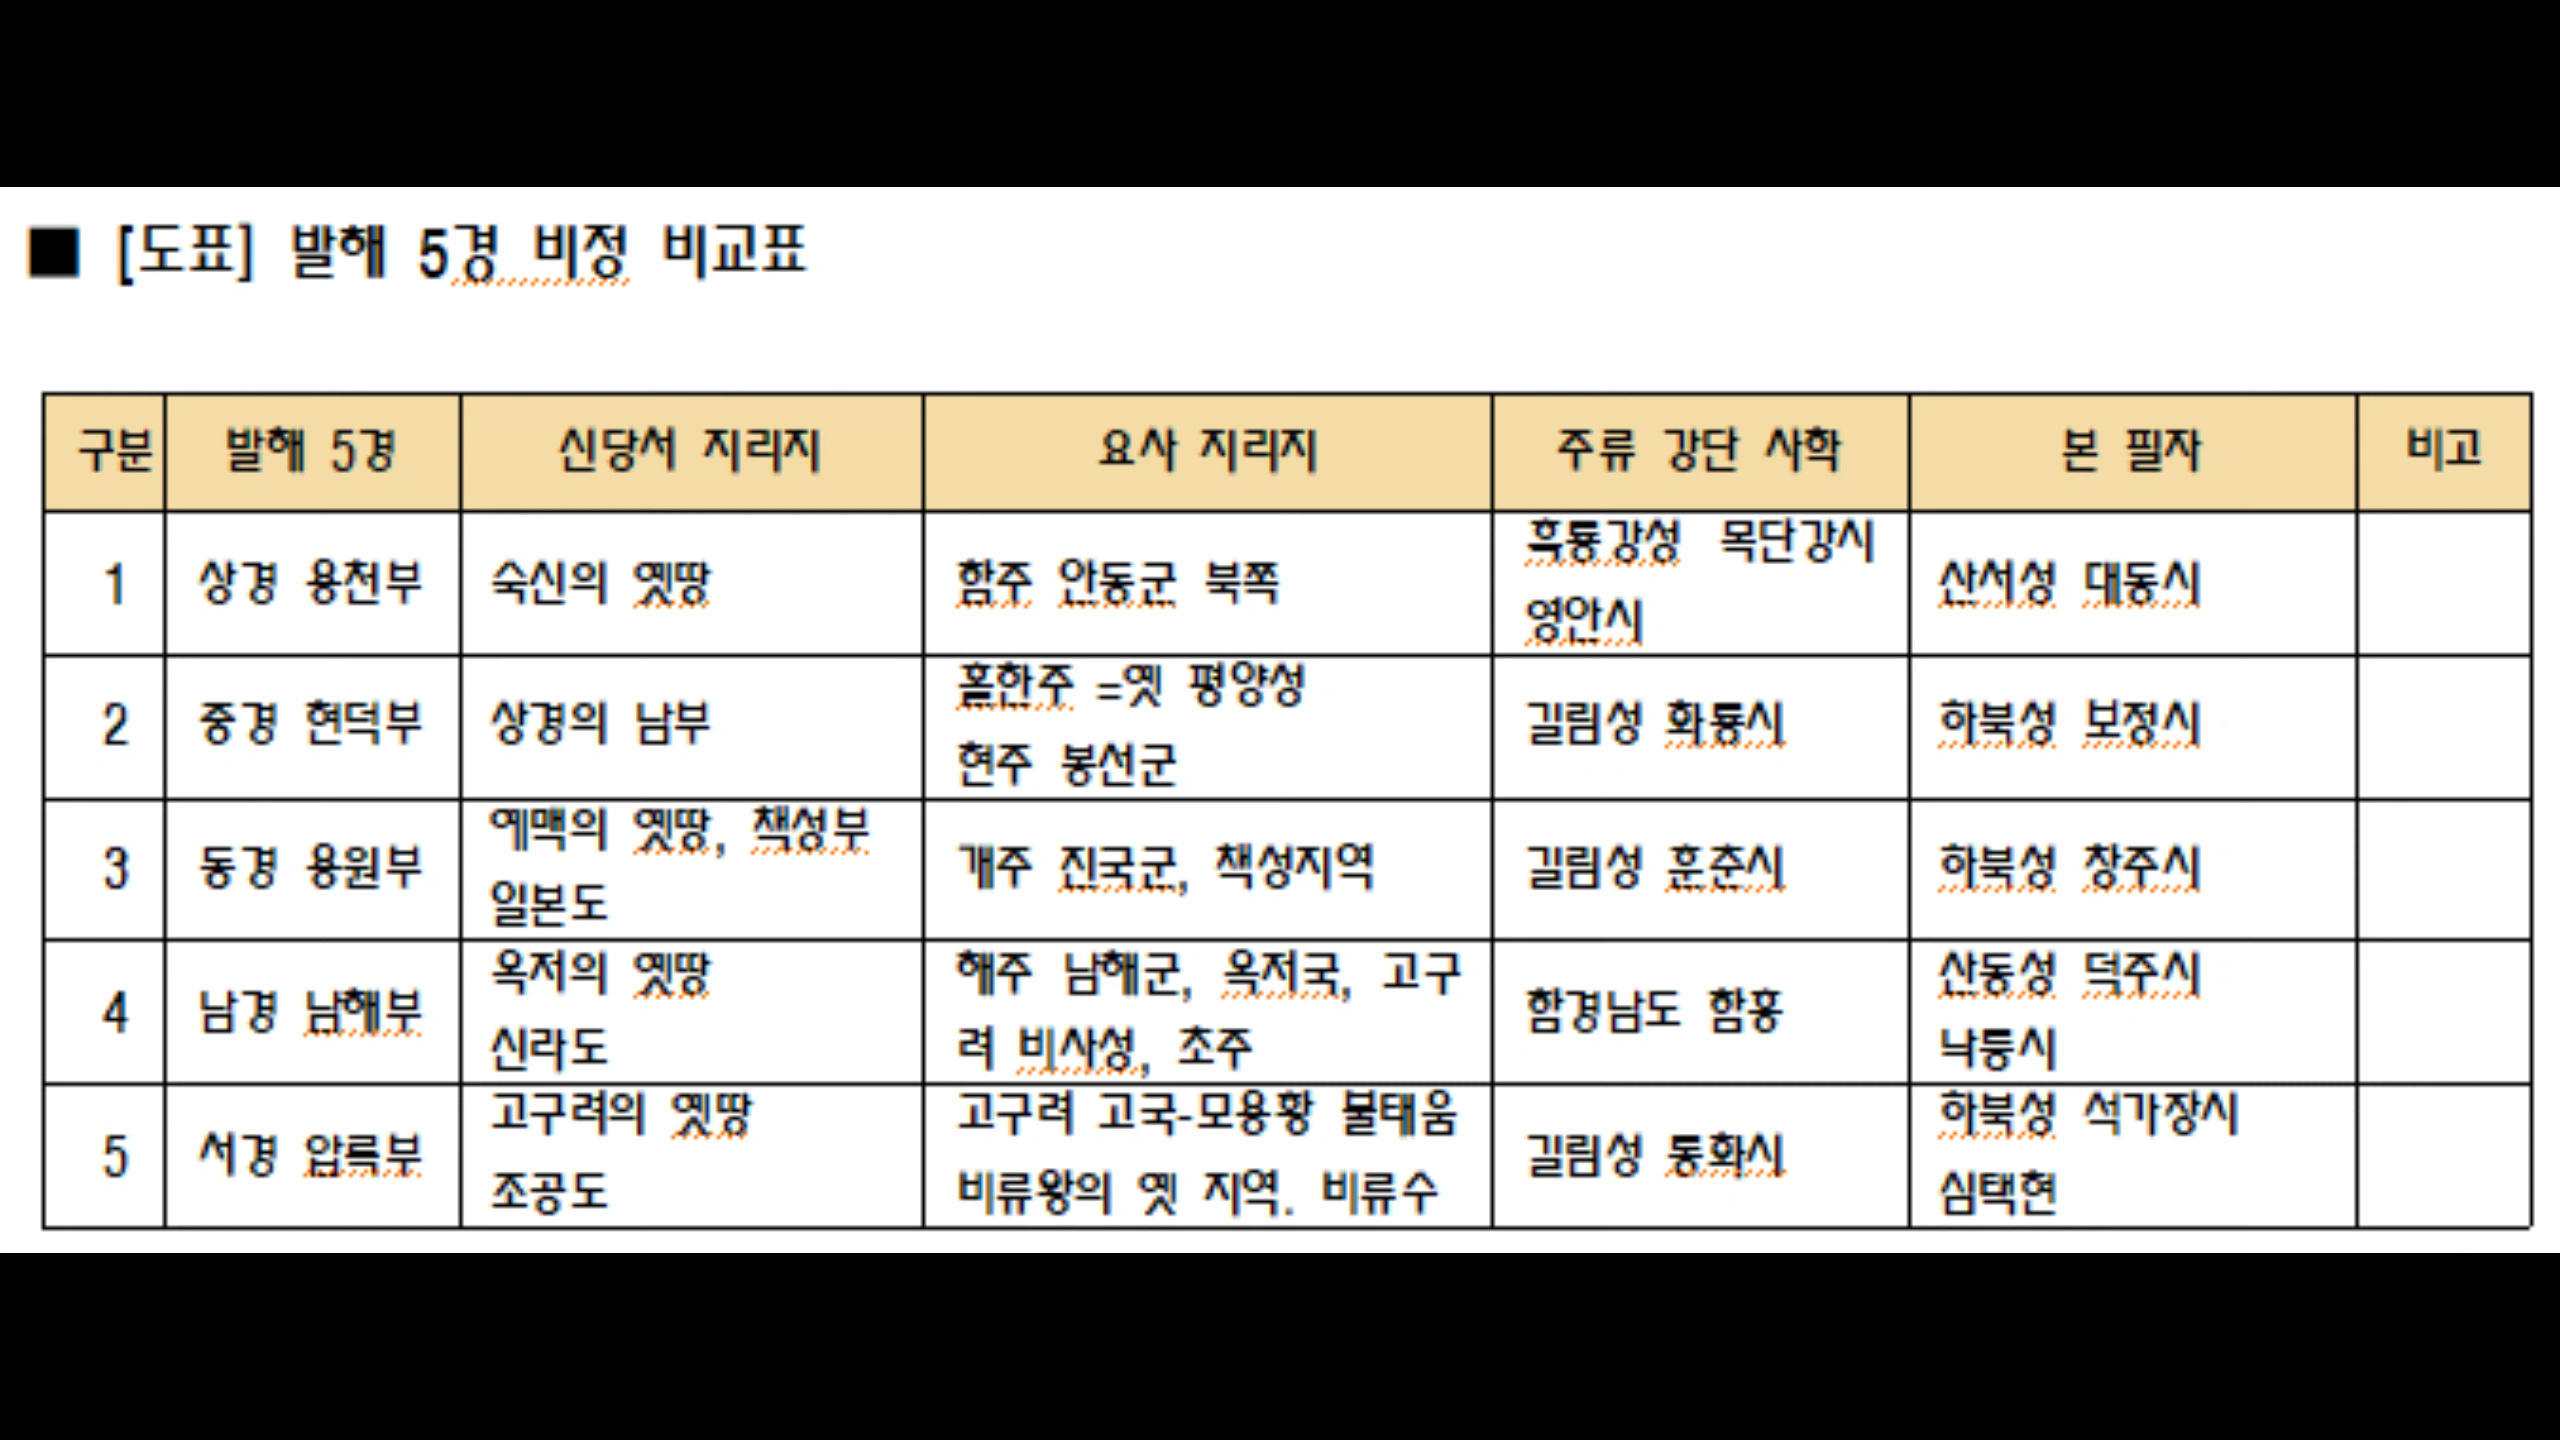 ■ [도표] 발해 5경 비정 비교표
구분 발해 5경 신당서 지리지 요사 지리지 주류 강단 사학 본 필자 비고
1 상경 용천부 숙신의 옛땅 함주 안동군 북쪽 흑룡강성 목단강시 영안시 산서성 대동시
2 중경 현덕부 상경의 남부 홀한주 =옛 평양성 현주 봉선군 길림성 화룡시 하북성 보정시
3 동경 용원부 예맥의 옛땅, 책성부 일본도 개주 진국군, 책성지역 길림성 훈춘시 하북성 창주시
4 남경 남해부 옥저의 옛땅 신라도 해주 남해군, 옥저국, 고구려 비사성, 초주 함경남도 함흥 산동성 덕주시 낙릉시
5 서경 압록부 고구려의 옛땅 조공도 고구려 고국-모용황 불태움 비류왕의 옛 지역. 비류수 길림성 통화시 하북성 석가장시 심택현